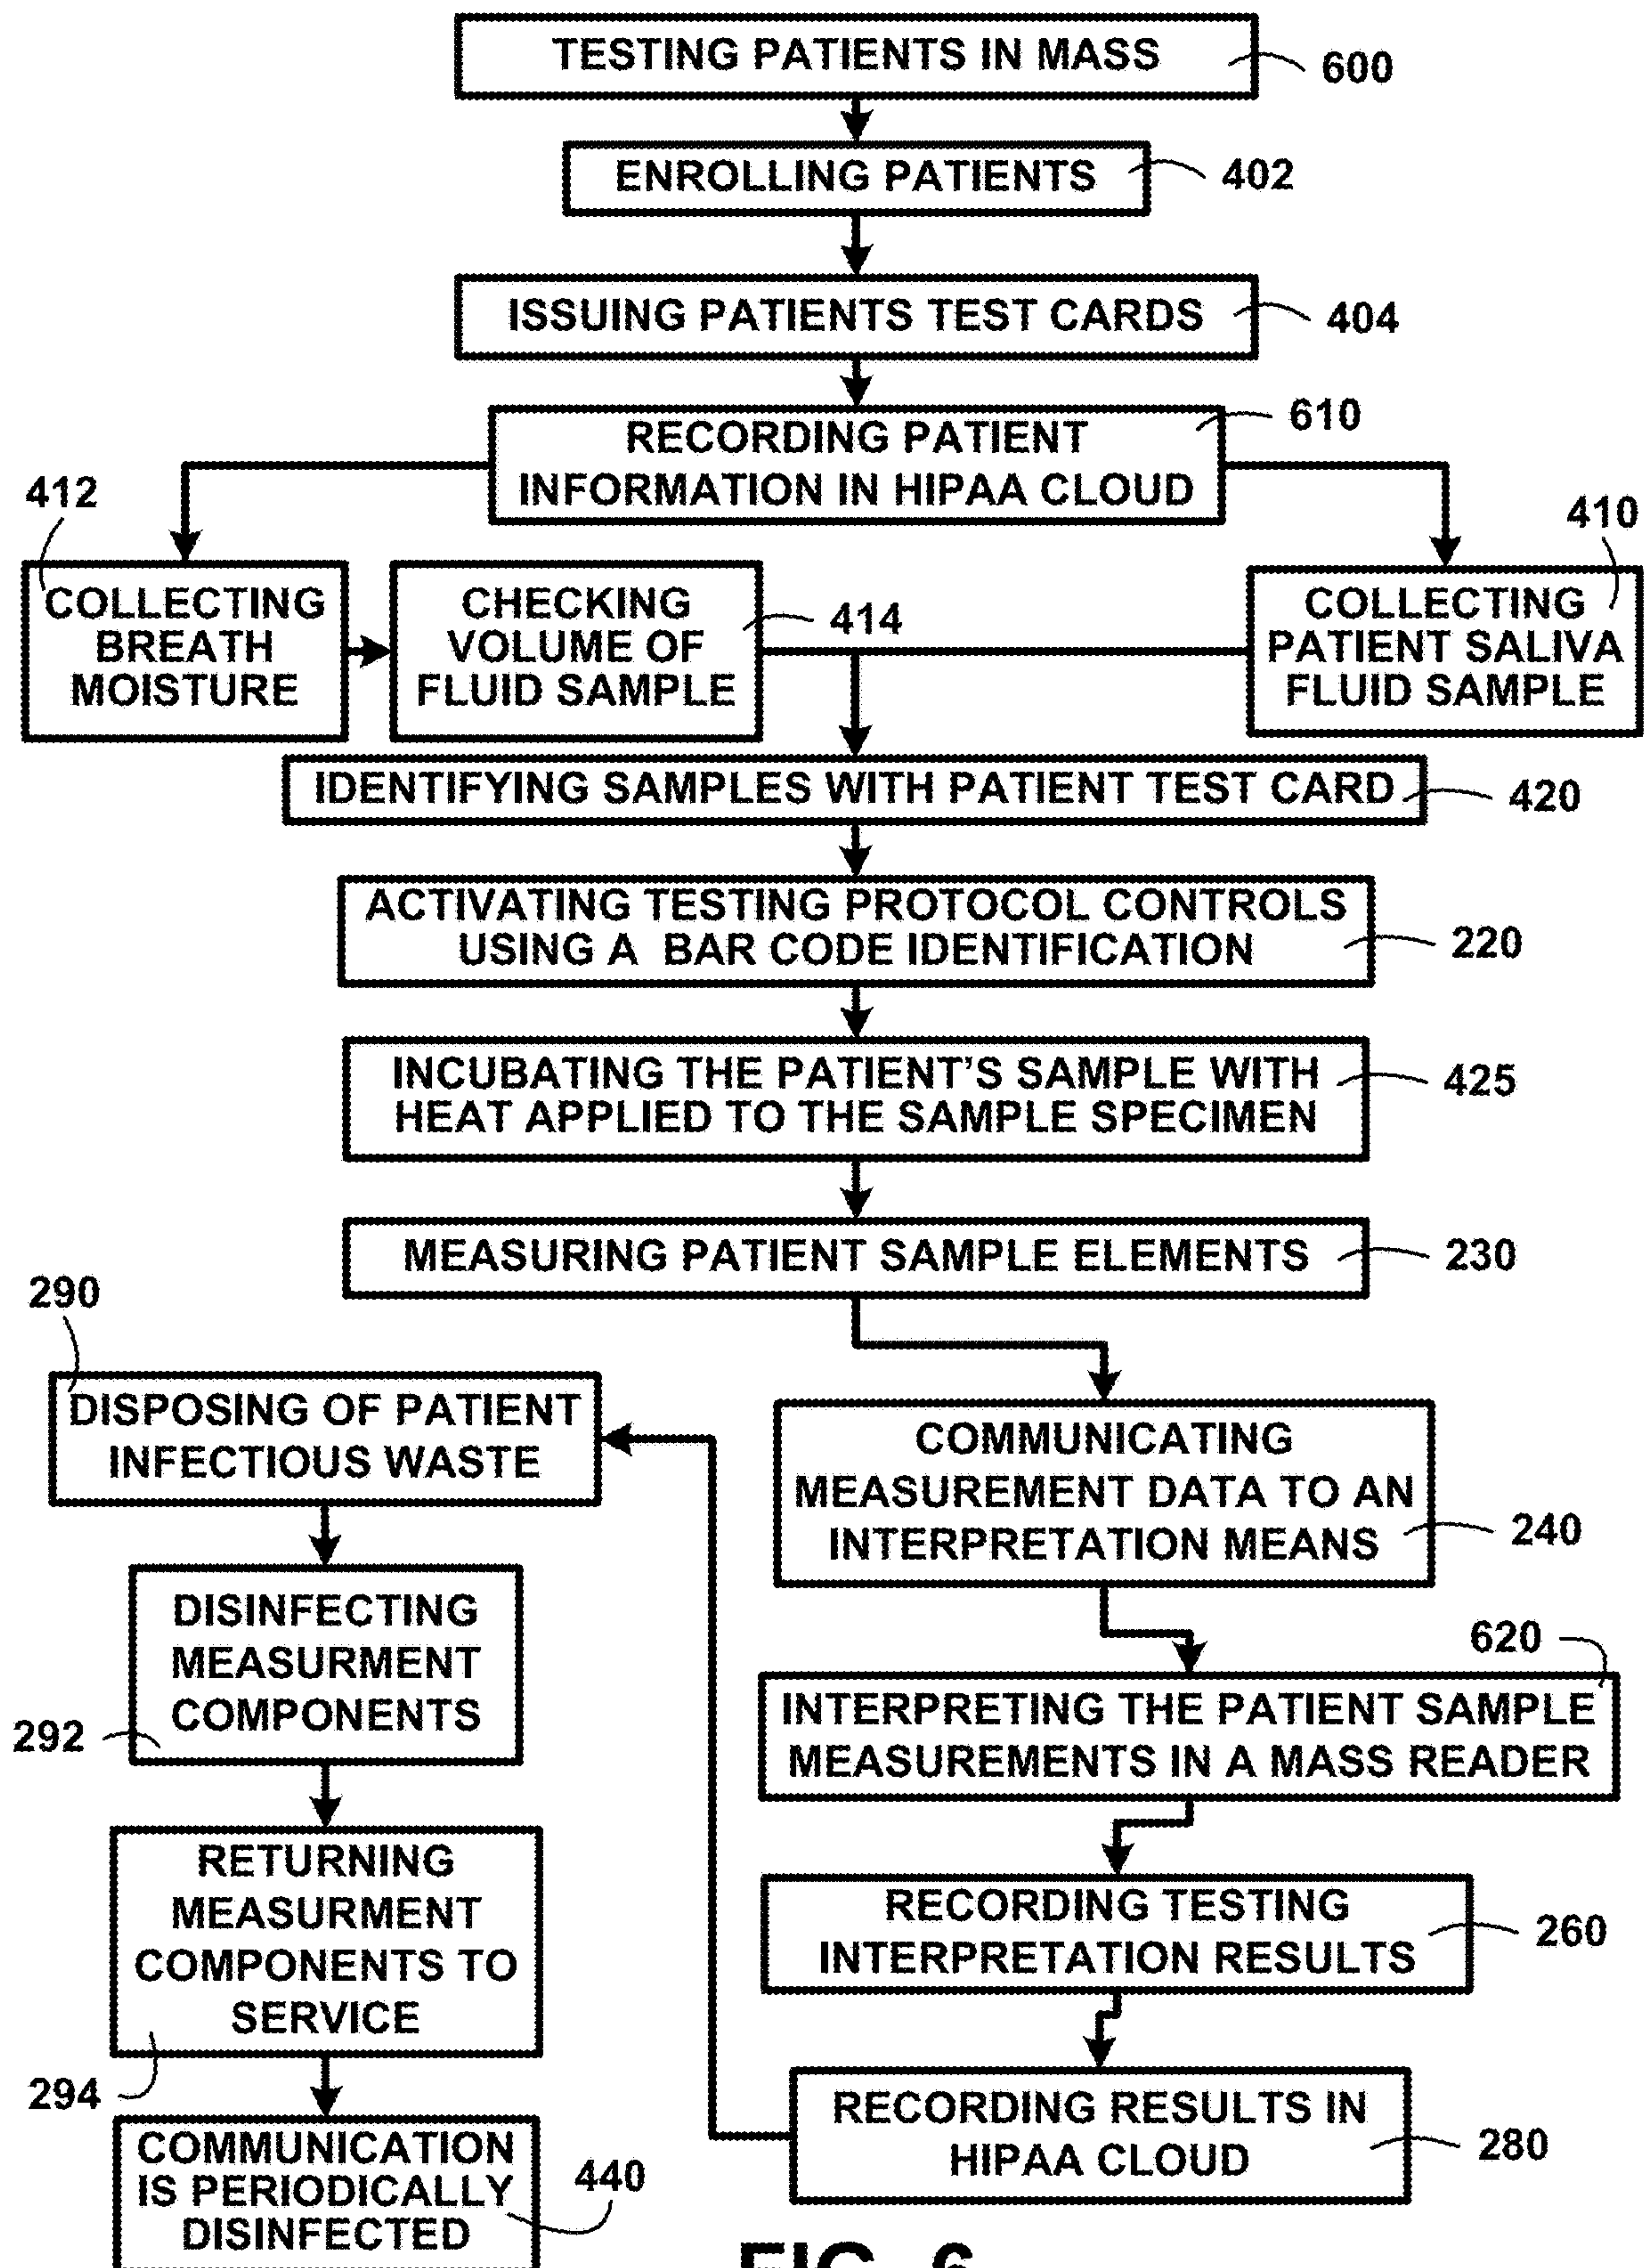 TESTING PATIENTS IN MASS
600
ENROLLING PATIENTS
402
ISSUING PATIENTS TEST CARDS
404
RECORDING PATIENT
INFORMATION IN HIPAA CLOUD
610
412
COLLECTING
BREATH
MOISTURE
CHECKING
VOLUME OF
FLUID SAMPLE
414
410
COLLECTING
PATIENT SALIVA
FLUID SAMPLE
IDENTIFYING SAMPLES WITH PATIENT TEST CARD
420
ACTIVATING TESTING PROTOCOL CONTROLS
USING A BAR CODE IDENTIFICATION
220
INCUBATING THE PATIENT'S SAMPLE WITH
HEAT APPLIED TO THE SAMPLE SPECIMEN
425
MEASURING PATIENT SAMPLE ELEMENTS
230
COMMUNICATING
MEASUREMENT DATA TO AN
INTERPRETATION MEANS
240
620
INTERPRETING THE PATIENT SAMPLE
MEASUREMENTS IN A MASS READER
RECORDING TESTING
INTERPRETATION RESULTS
260
RECORDING RESULTS IN
HIPAA CLOUD
280
290
DISPOSING OF PATIENT
INFECTIOUS WASTE
DISINFECTING
MEASURMENT
COMPONENTS
292
RETURNING
MEASURMENT
COMPONENTS TO
SERVICE
294
COMMUNICATION
IS PERIODICALLY
DISINFECTED
440
FIG. 6